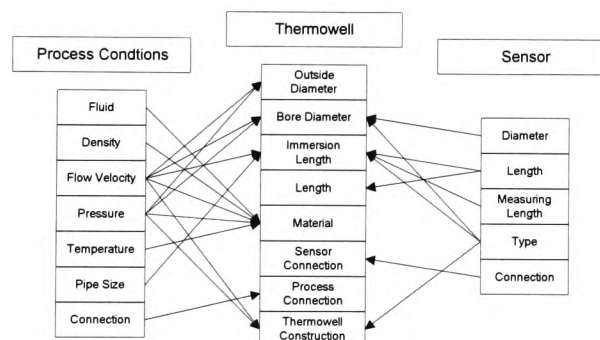 Thermowell
Process Condtions
Sensor
Fluid
Density
Flow Velocity
Pressure
Temperature
Pipe Size
Connection
Outside
Diameter
Bore Diameter
Immersion
Length
Length
Material
Sensor
Connection
Process
Connection
Thermowell
Construction
Diameter
Length
Measuring
Length
Type
Connection